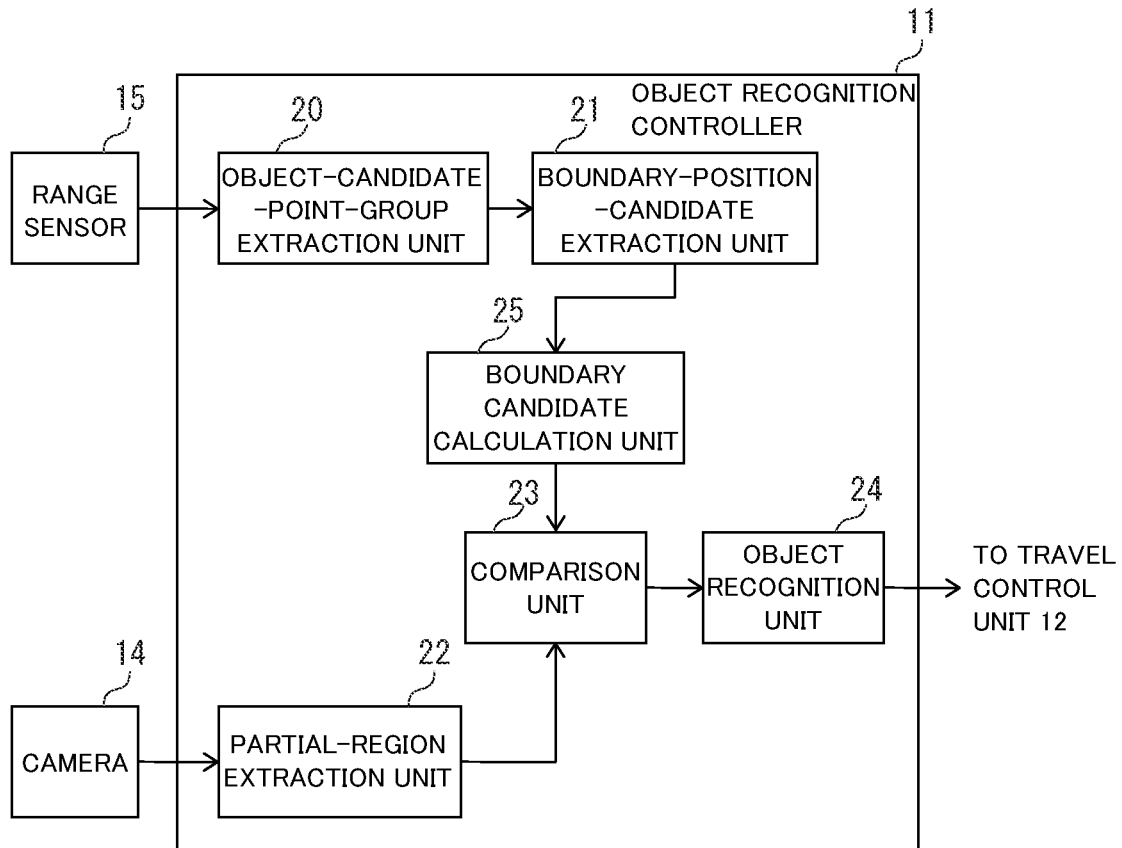 11
OBJECT RECOGNITION
CONTROLLER
15
20
21
RANGE
SENSOR
OBJECT-CANDIDATE
-POINT-GROUP
EXTRACTION UNIT
BOUNDARY-POSITION
-CANDIDATE
EXTRACTION UNIT
25
BOUNDARY
CANDIDATE
CALCULATION UNIT
23
24
COMPARISON
UNIT
OBJECT
RECOGNITION
UNIT
TO TRAVEL
CONTROL
UNIT 12
14
22
CAMERA
PARTIAL-REGION
EXTRACTION UNIT